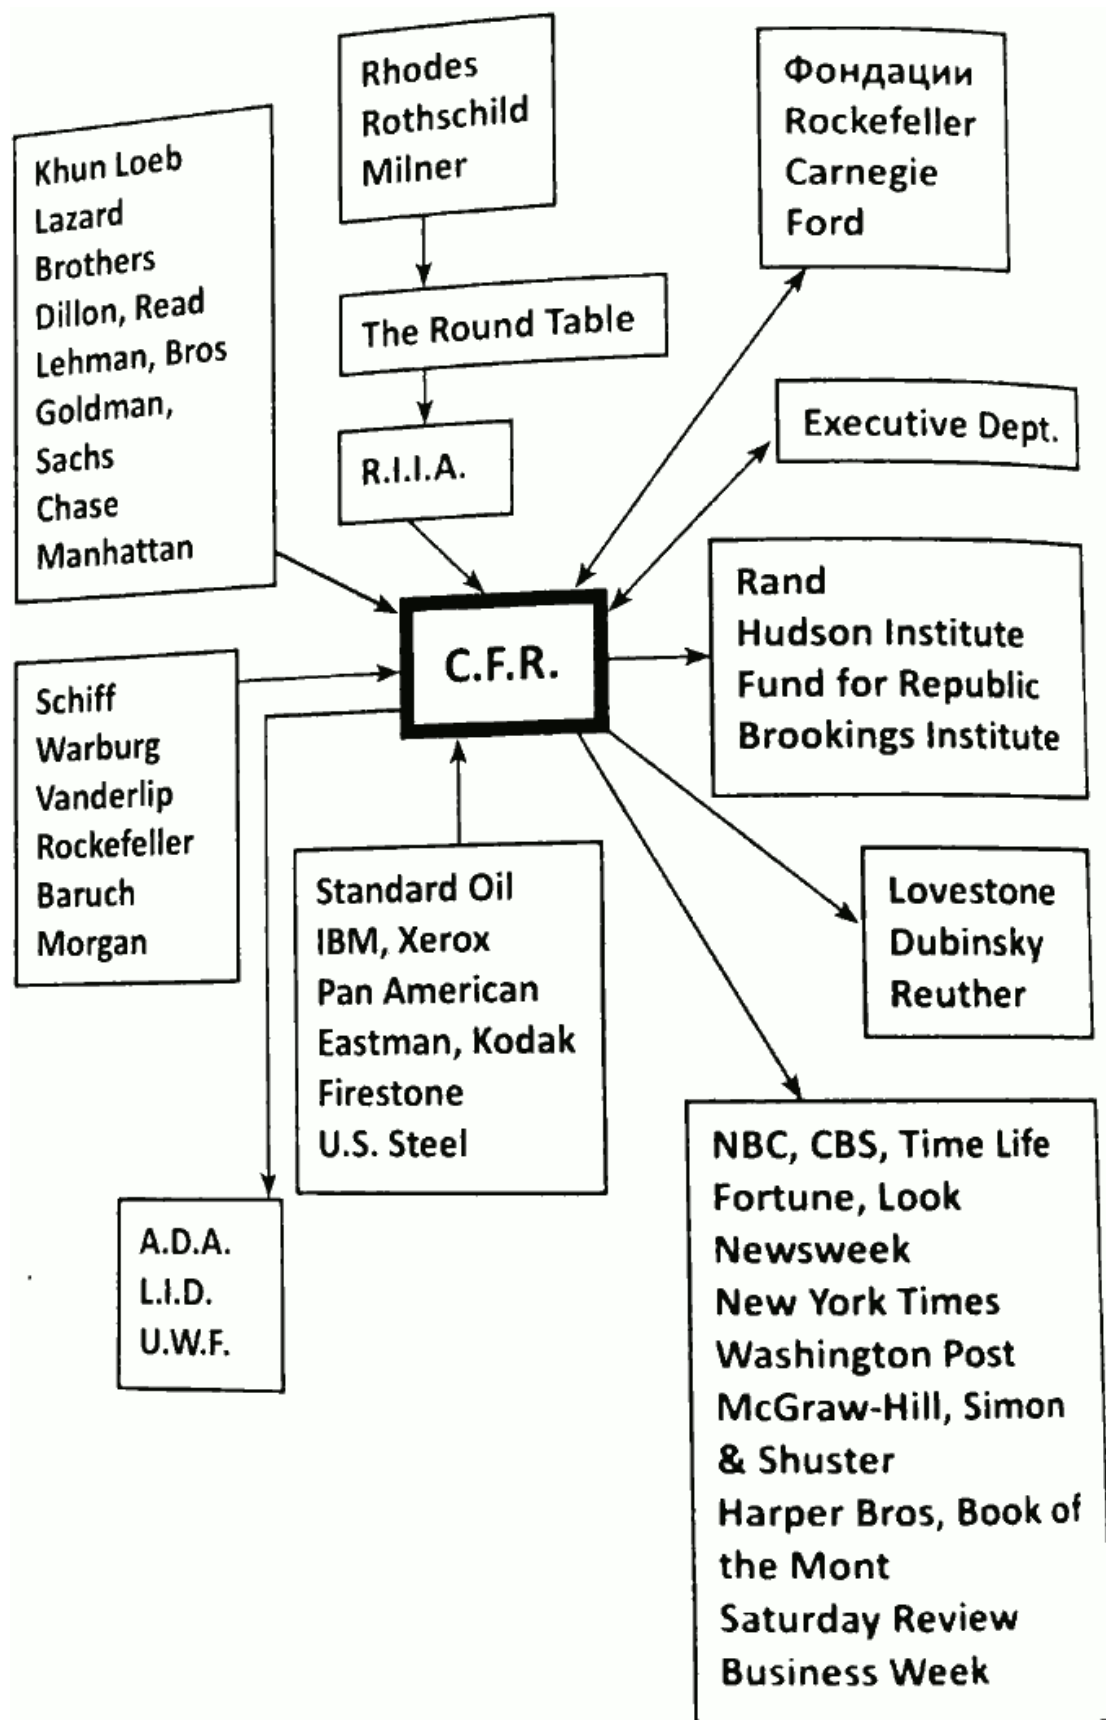 Rhodes
Rothschild
Milner
Фондации
Rockefeller
Carnegie
Ford
Khun Loeb
Lazard
Brothers
Dillon, Read
Lehman, Bros
Goldman,
Sachs
Chase
Manhattan
The Round Table
R.I.I.A.
Executive Dept.
C.F.R.
Rand
Hudson Institute
Fund for Republic
Brookings Institute
Schiff
Warburg
Vanderlip
Rockefeller
Baruch
Morgan
Standard Oil
IBM, Xerox
Pan American
Eastman, Kodak
Firestone
U.S. Steel
Lovestone
Dubinsky
Reuther
A.D.A.
L.I.D.
U.W.F.
NBC, CBS, Time Life
Fortune, Look
Newsweek
New York Times
Washington Post
McGraw-Hill, Simon
& Shuster
Harper Bros, Book of
the Mont
Saturday Review
Business Week